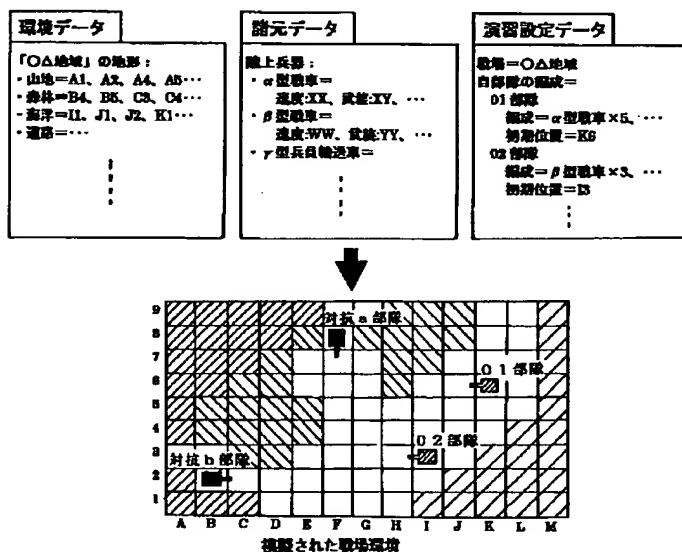 環境データ
「○△地域」の地形：
・山地＝A1、A2、A4、A5…
・森林＝B4、B5、C3、C4…
・海洋＝I1、J1、J2、K1…
・道路＝…
諸元データ
陸上兵器：
・α型戦車＝
速度:XX、武装:XY、…
・β型戦車＝
速度:WW、武装:YY、…
・γ型兵員輸送車＝
演習設定データ
戦場＝○△地域
自部隊の編成＝
01部隊
編成＝α型戦車×5、…
初期位置＝K6
02部隊
編成＝β型戦車×3、…
初期位置＝I3
9
対抗a部隊
8
7
01部隊
6
5
4
02部隊
3
対抗b部隊
2
1
A B C D E F G H I J K L M
模擬された戦場環境